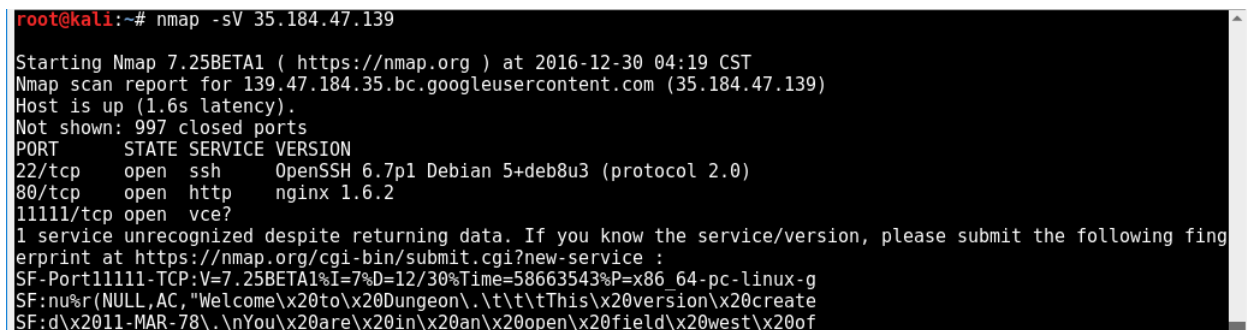 root@kali:~# nmap -sV 35.184.47.139
Starting Nmap 7.25BETA1 ( https://nmap.org ) at 2016-12-30 04:19 CST
Nmap scan report for 139.47.184.35.bc.googleusercontent.com (35.184.47.139)
Host is up (1.6s latency).
Not shown: 997 closed ports
PORT      STATE SERVICE VERSION
22/tcp    open  ssh     OpenSSH 6.7p1 Debian 5+deb8u3 (protocol 2.0)
80/tcp    open  http    nginx 1.6.2
11111/tcp open  vce?
1 service unrecognized despite returning data. If you know the service/version, please submit the following fing
erprint at https://nmap.org/cgi-bin/submit.cgi?new-service :
SF-Port11111-TCP:V=7.25BETA1%I=7%D=12/30%Time=58663543%P=x86_64-pc-linux-g
SF:nu%r(NULL,AC,"Welcome\x20to\x20Dungeon\.\t\t\tThis\x20version\x20create
SF:d\x2011-MAR-78\.\nYou\x20are\x20in\x20an\x20open\x20field\x20west\x20of